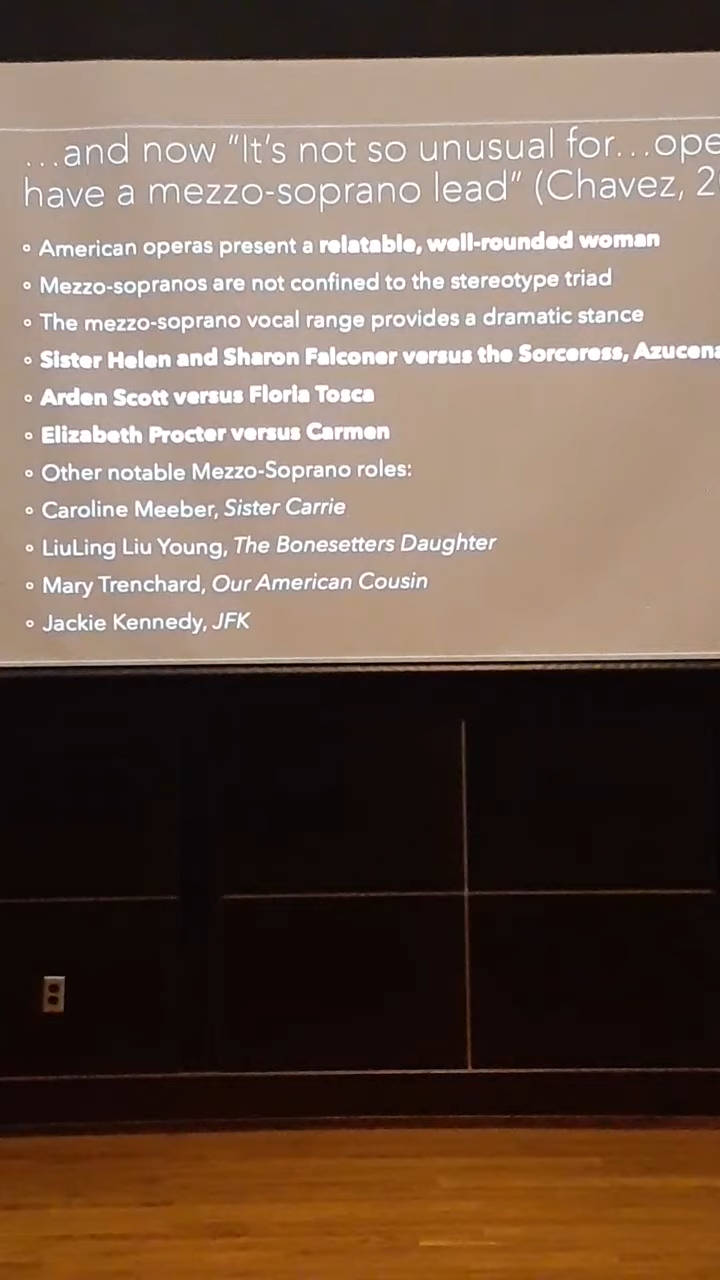 …and now “It’s not so unusual for…ope
have a mezzo-soprano lead” (Chavez, 2
◦ American operas present a relatable, well-rounded woman
◦ Mezzo-sopranos are not confined to the stereotype triad
◦ The mezzo-soprano vocal range provides a dramatic stance
◦ Sister Helen and Sharon Falconer versus the Sorceress, Azucena
◦ Arden Scott versus Floria Tosca
◦ Elizabeth Procter versus Carmen
◦ Other notable Mezzo-Soprano roles:
◦ Caroline Meeber, Sister Carrie
◦ LiuLing Liu Young, The Bonesetters Daughter
◦ Mary Trenchard, Our American Cousin
◦ Jackie Kennedy, JFK